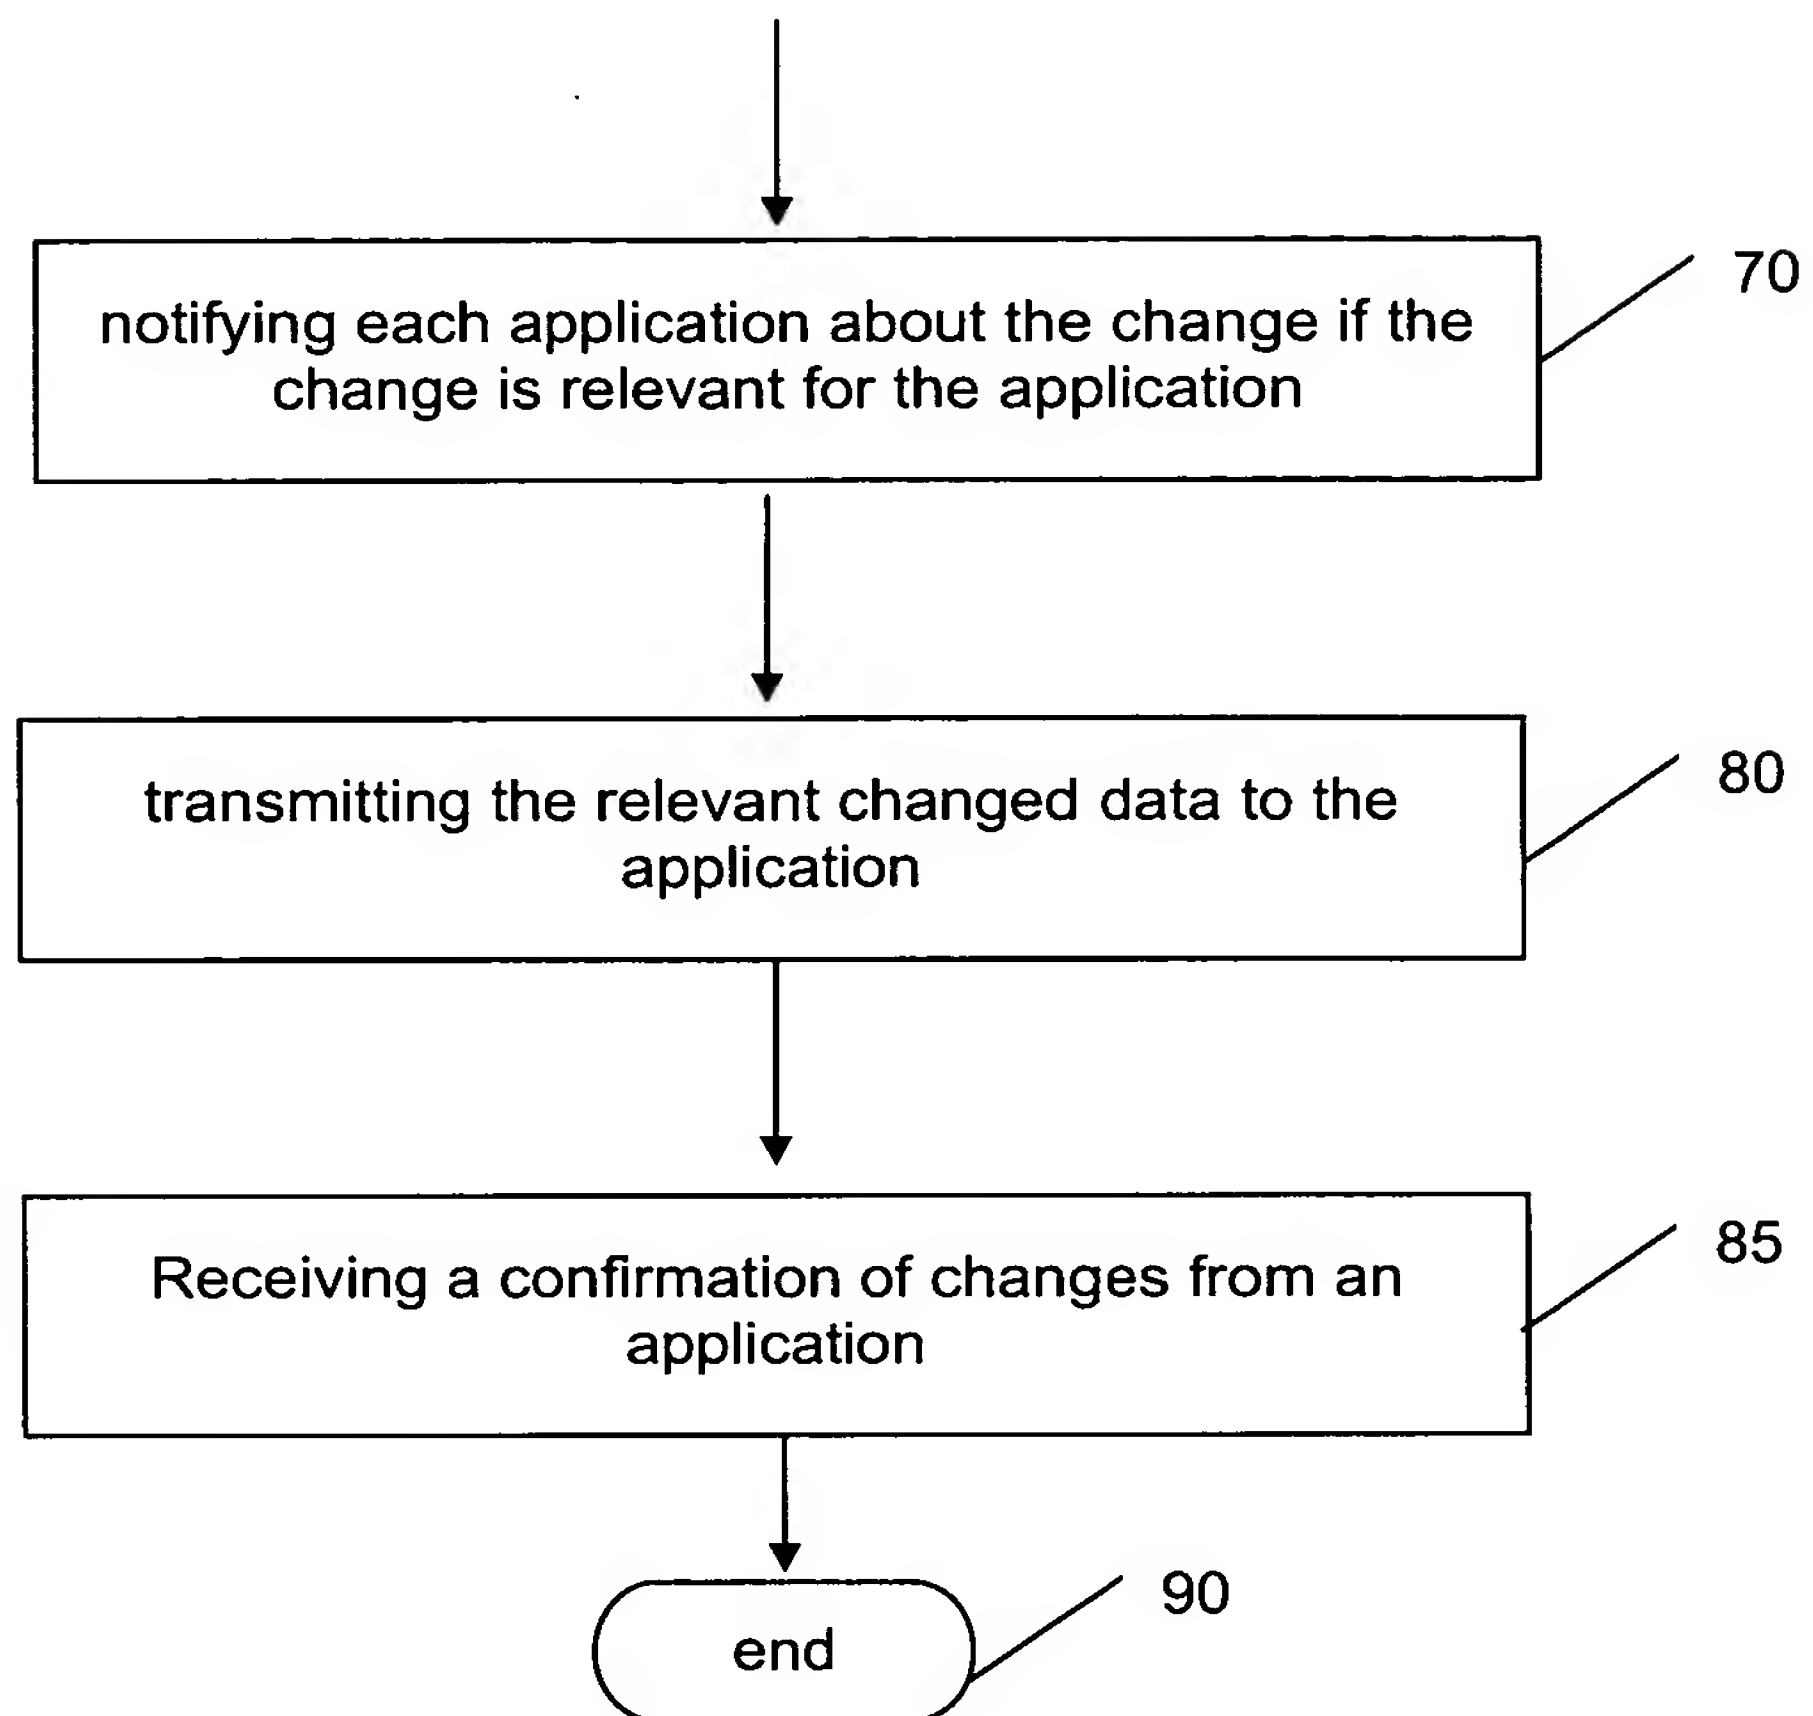 notifying each application about the change if the
change is relevant for the application
70
transmitting the relevant changed data to the
application
80
Receiving a confirmation of changes from an
application
85
end
90